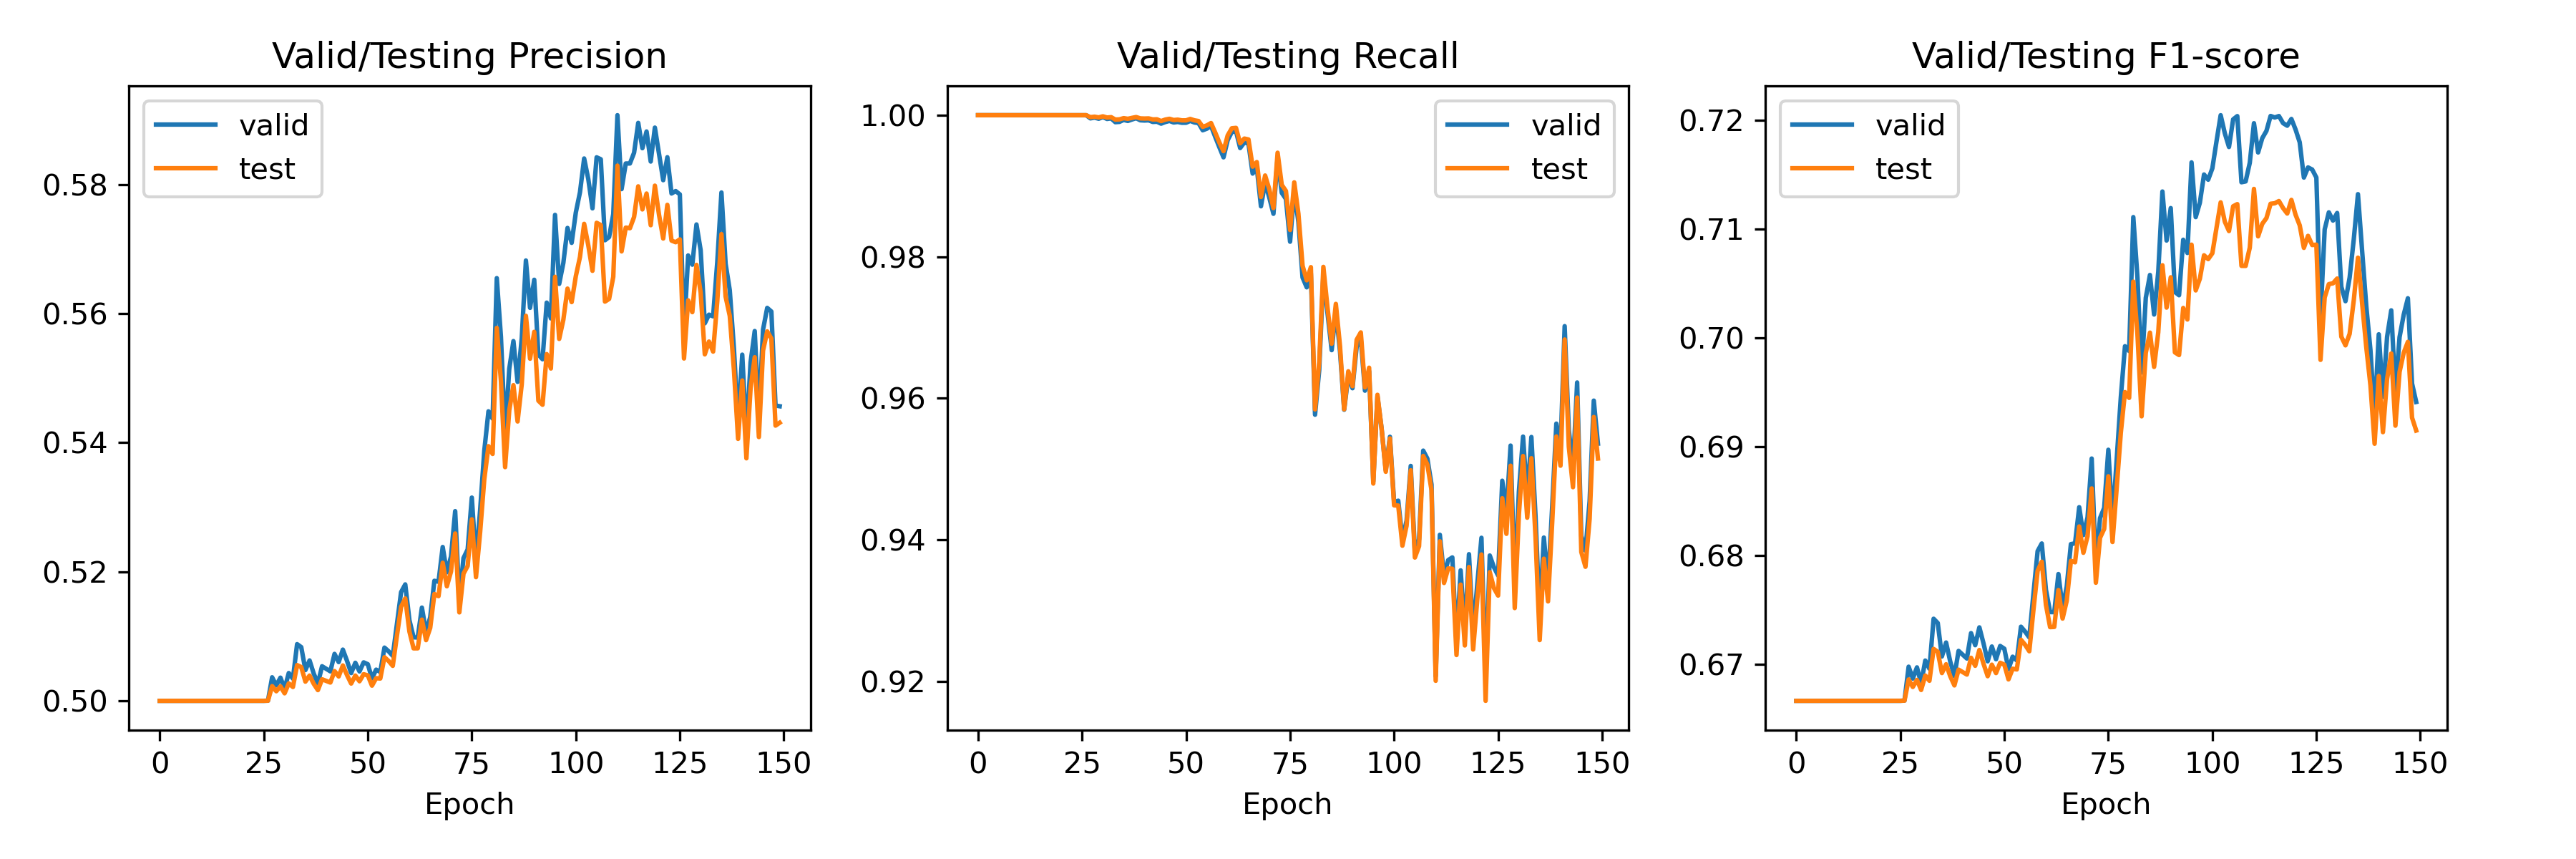 Valid/Testing Precision
valid
test
0.58
0.56
0.54
0.52
0.50
0 25 50 75 100 125 150
Epoch
Valid/Testing Recall
valid
test
1.00
0.98
0.96
0.94
0.92
0 25 50 75 100 125 150
Epoch
Valid/Testing F1-score
valid
test
0.72
0.71
0.70
0.69
0.68
0.67
0 25 50 75 100 125 150
Epoch